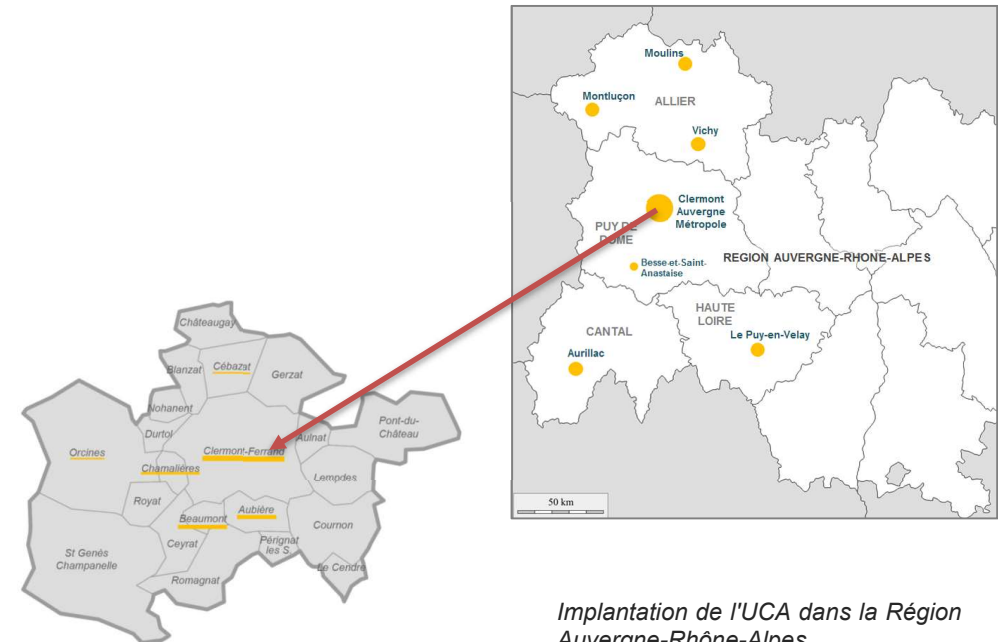 Moulins
Montluçon
ALLIER
Vichy
Clermont
Auvergne
Métropole
PUY DE
DOME
Besse-et-Saint-
Anastaise
REGION AUVERGNE-RHONE-ALPES
HAUTE
LOIRE
CANTAL
Le Puy-en-Velay
Aurillac
50 km
Châteaugay
Blanzat
Cébazat
Gerzat
Nohanent
Durtol
Aulnat
Pont-du-
Château
Orcines
Clermont-Ferrand
Chamalières
Lempdes
Royat
Beaumont
Aubière
Cournon
Ceyrat
Pérignat
les S.
St Genès
Champanelle
Le Cendre
Romagnat
Implantation de l'UCA dans la Région
Auvergne-Rhône-Alpes